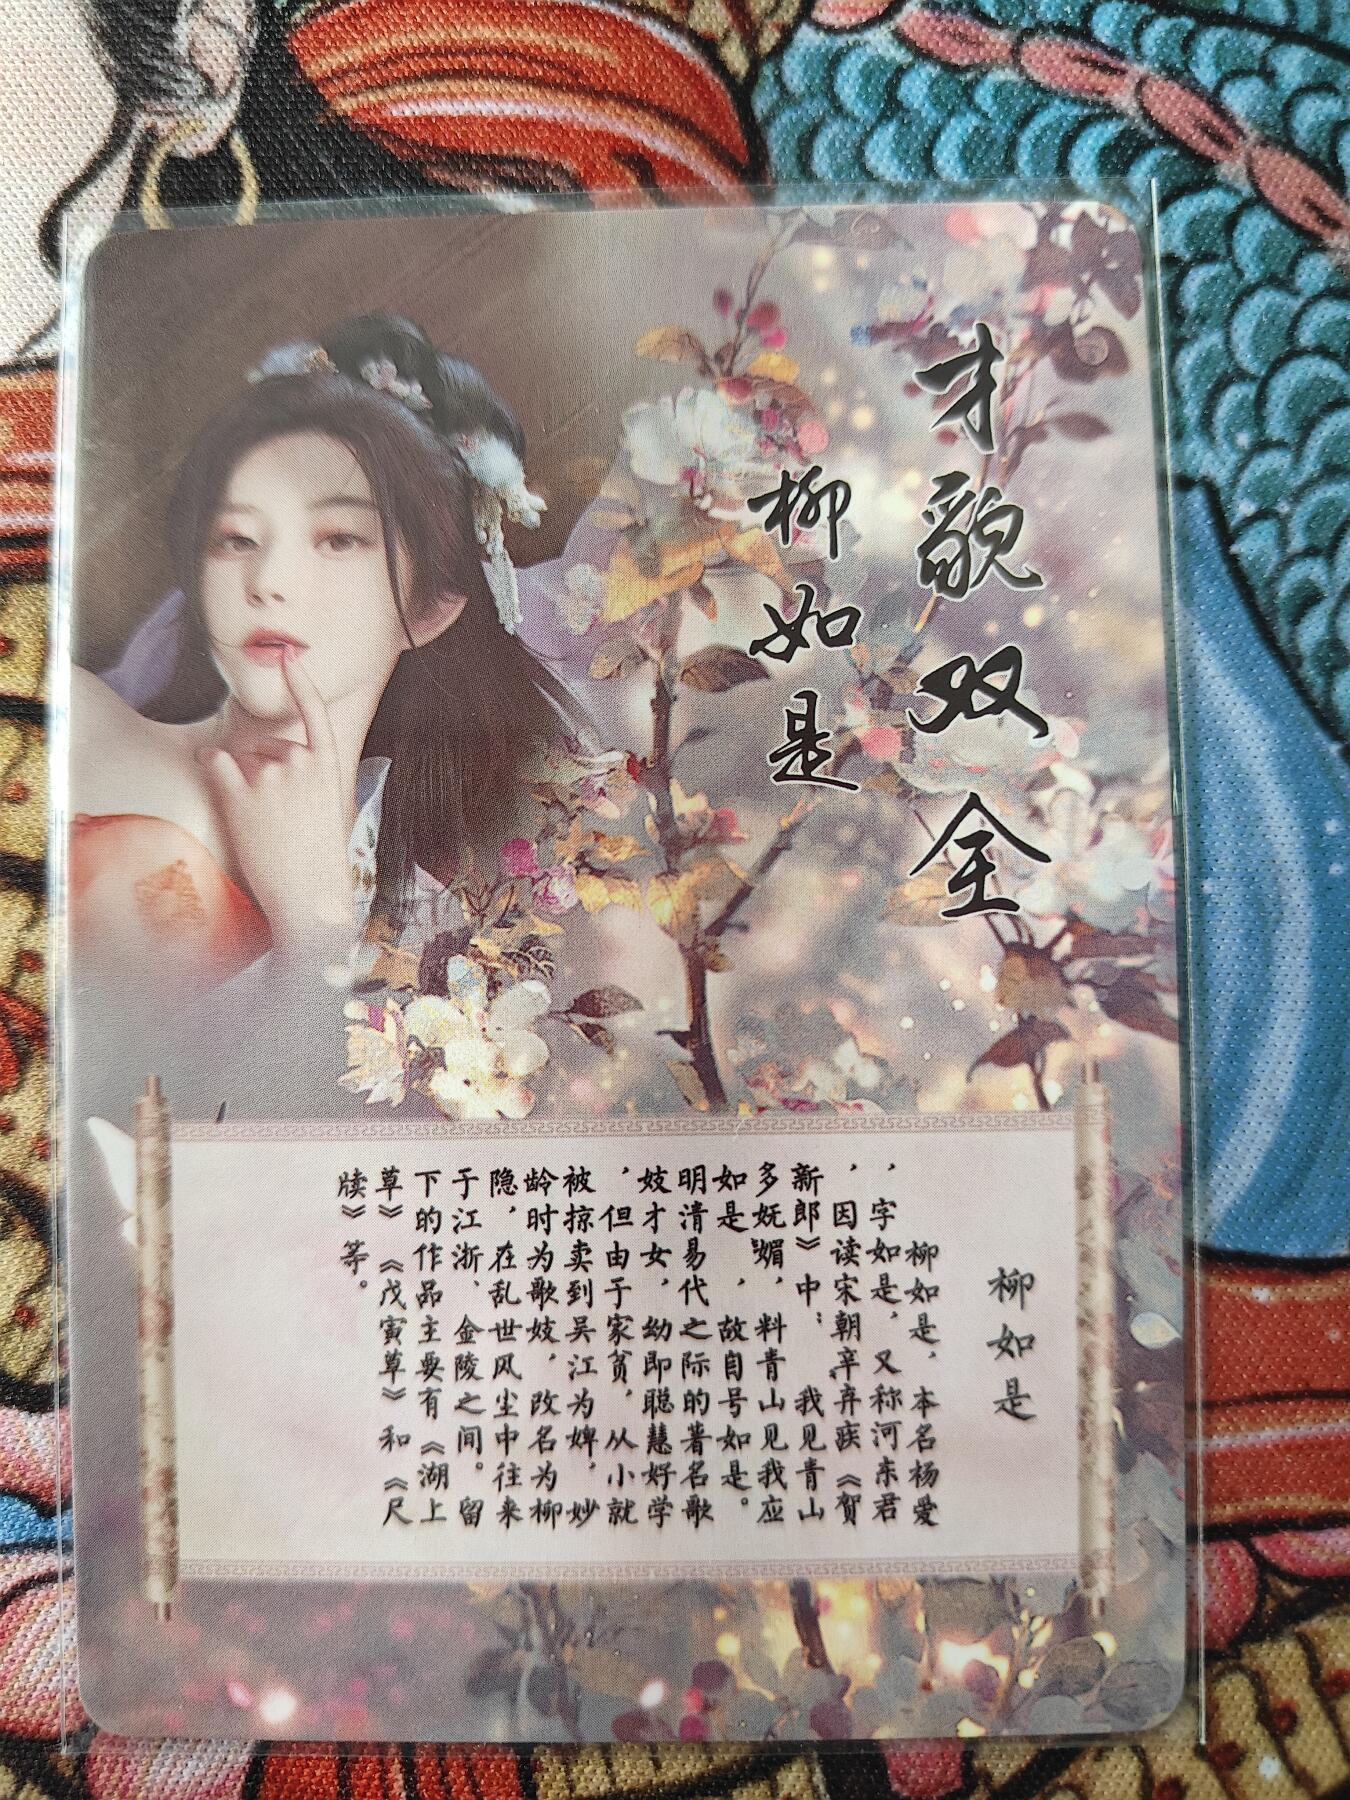 才貌双全
柳如是
柳如是
柳如是，本名杨爱
，字如是，又称河东君
，因读宋朝辛弃疾《贺
新郎》中：我见青山
多妩媚，料青山见我应
如是，故自号如是。
明清易代之际的著名歌
妓才女，幼即聪慧好学
，但由于家贫，从小就
被掠卖到吴江为婢，妙
龄时为歌妓，改名为柳
隐，在乱世风尘中往来
于江浙、金陵之间。留
下的作品主要有《湖上
草》《戊寅草》和《尺
牍》等。